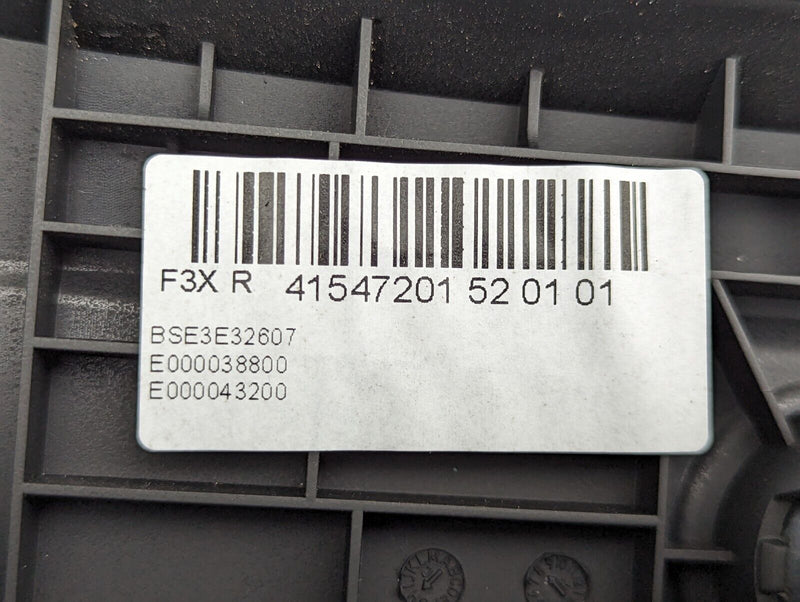 F3X R 41547201 52 01 01
BSE3E32607
E000038800
E000043200